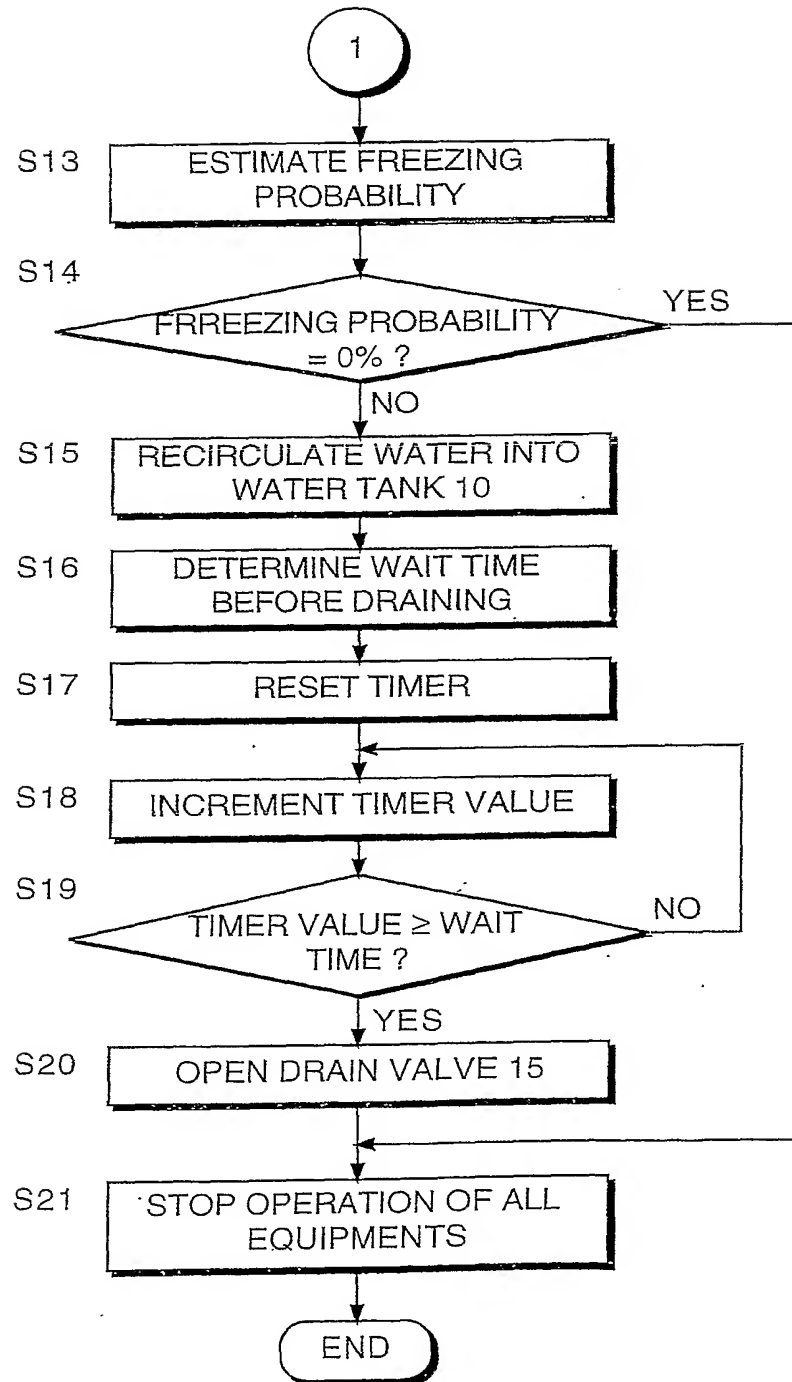 1
S13
ESTIMATE FREEZING
PROBABILITY
S14
YES
FRREEZING PROBABILITY
= 0% ?
NO
S15
RECIRCULATE WATER INTO
WATER TANK 10
S16
DETERMINE WAIT TIME
BEFORE DRAINING
S17
RESET TIMER
S18
INCREMENT TIMER VALUE
S19
NO
TIMER VALUE ≥ WAIT
TIME ?
YES
S20
OPEN DRAIN VALVE 15
S21
STOP OPERATION OF ALL
EQUIPMENTS
END